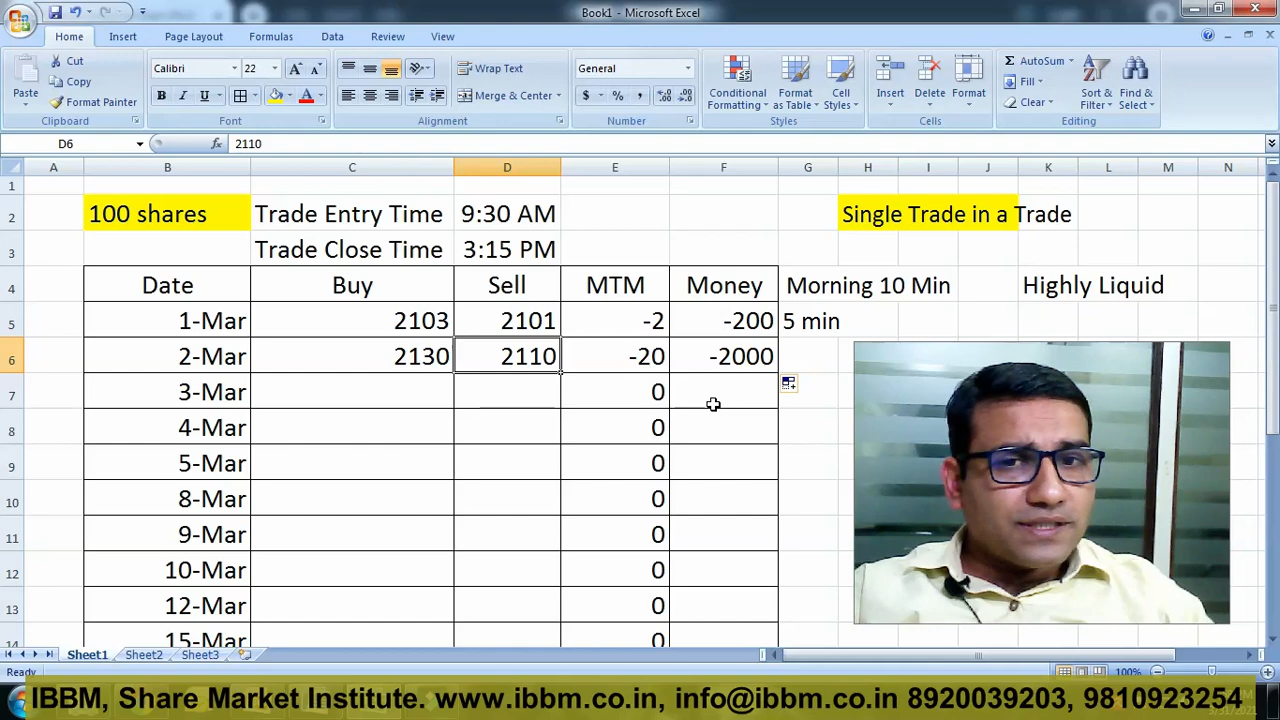 Book1 - Microsoft Excel
Home Insert Page Layout Formulas Data Review View
Paste
Cut
Copy
Format Painter
Clipboard
Calibri 22
B I U
Font
Wrap Text
Merge & Center
Alignment
General
$ % ,
Number
Conditional Formatting
Format as Table
Cell Styles
Styles
Insert Delete Format
Cells
AutoSum
Fill
Clear
Sort & Filter
Find & Select
Editing
D6 fx 2110
A B C D E F G H I J K L M N
1
2 100 shares Trade Entry Time 9:30 AM Single Trade in a Trade
3 Trade Close Time 3:15 PM
4 Date Buy Sell MTM Money Morning 10 Min Highly Liquid
5 1-Mar 2103 2101 -2 -200 5 min
6 2-Mar 2130 2110 -20 -2000
7 3-Mar 0
8 4-Mar 0
9 5-Mar 0
10 8-Mar 0
11 9-Mar 0
12 10-Mar 0
13 12-Mar 0
14 15-Mar 0
Sheet1 Sheet2 Sheet3
Ready 100%
IBBM, Share Market Institute. www.ibbm.co.in, info@ibbm.co.in 8920039203, 9810923254